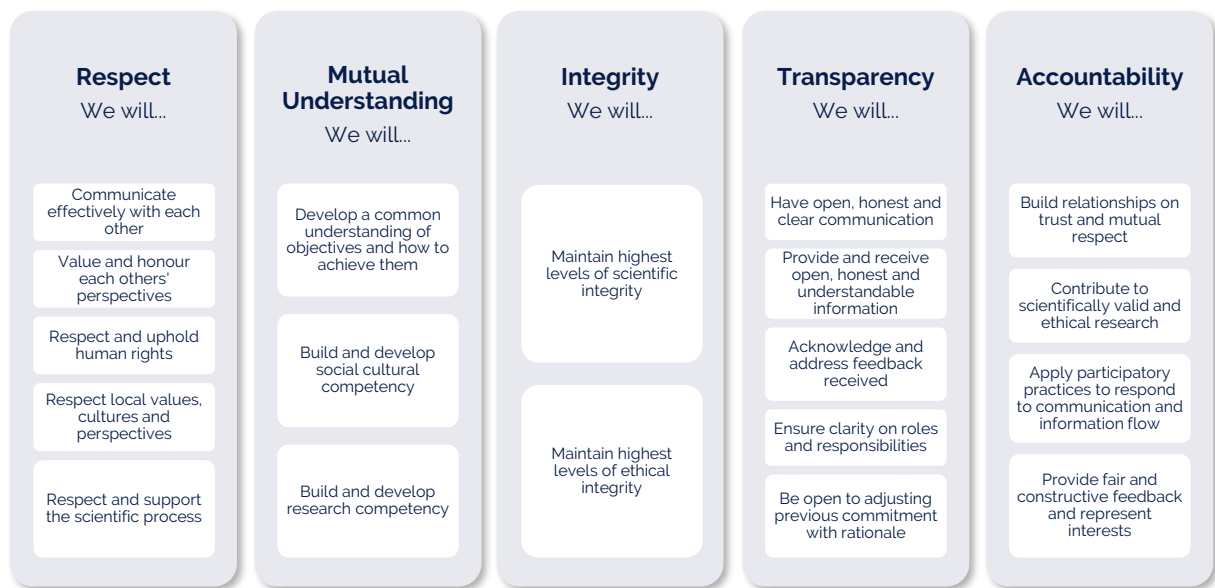 Respect
We will...
Communicate
effectively with each
other
Value and honour
each others'
perspectives
Respect and uphold
human rights
Respect local values,
cultures and
perspectives
Respect and support
the scientific process
Mutual
Understanding
We will...
Develop a common
understanding of
objectives and how to
achieve them
Build and develop
social cultural
competency
Build and develop
research competency
Integrity
We will...
Maintain highest
levels of scientific
integrity
Maintain highest
levels of ethical
integrity
Transparency
We will...
Have open, honest and
clear communication
Provide and receive
open, honest and
understandable
information
Acknowledge and
address feedback
received
Ensure clarity on roles
and responsibilities
Be open to adjusting
previous commitment
with rationale
Accountability
We will...
Build relationships on
trust and mutual
respect
Contribute to
scientifically valid and
ethical research
Apply participatory
practices to respond
to communication and
information flow
Provide fair and
constructive feedback
and represent
interests